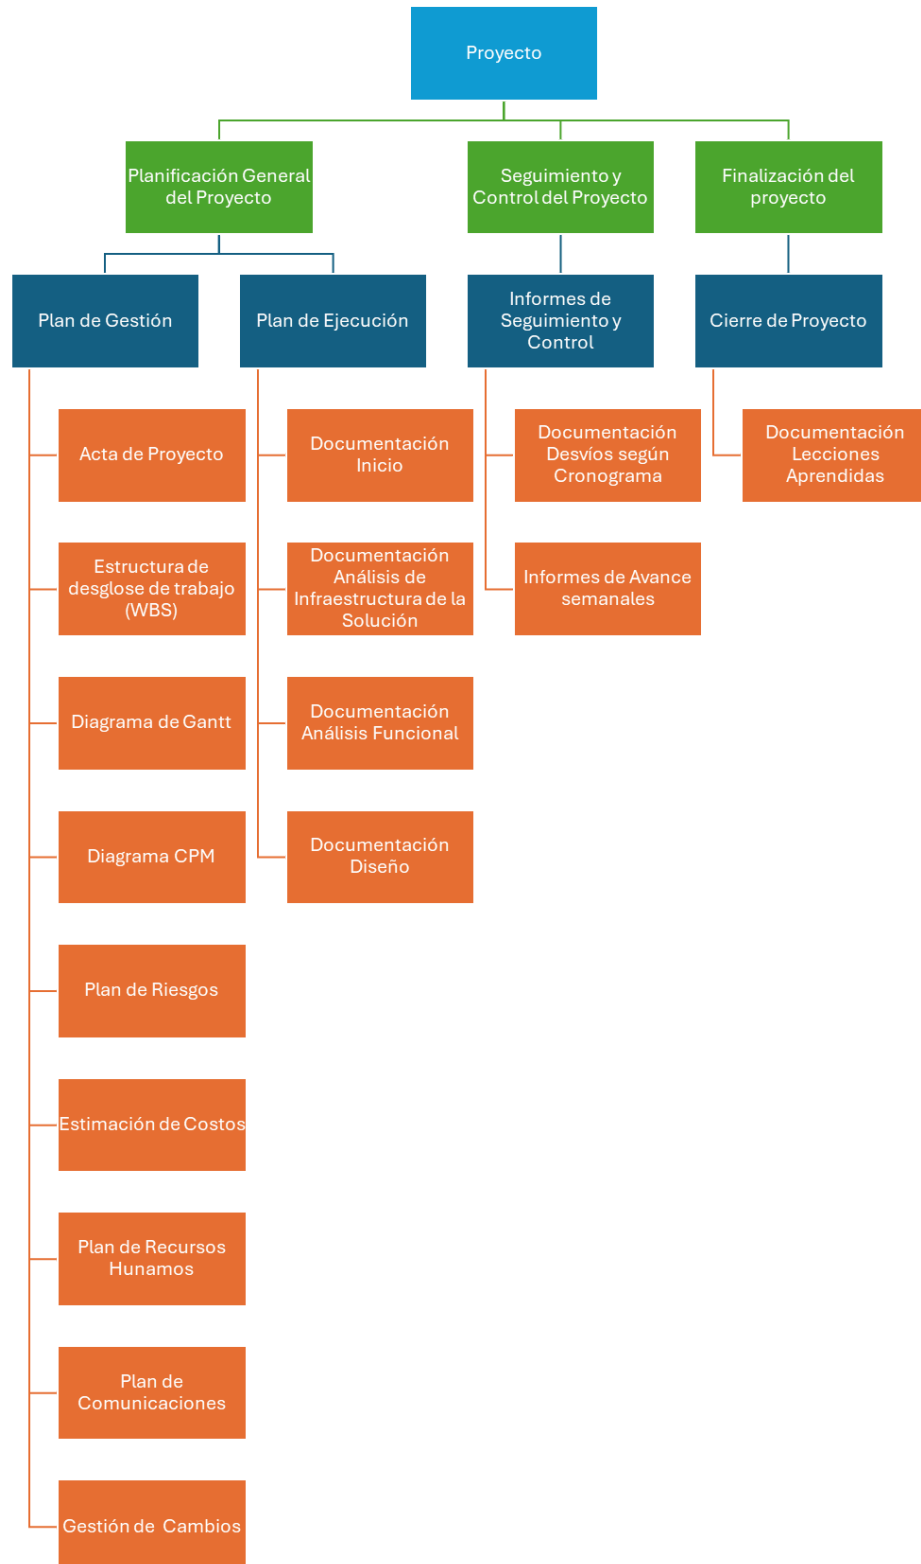 Proyecto
Planificación General
del Proyecto
Seguimiento y
Control del Proyecto
Finalización del
proyecto
Plan de Gestión
Plan de Ejecución
Informes de
Seguimiento y
Control
Cierre de Proyecto
Acta de Proyecto
Documentación
Inicio
Documentación
Desvíos según
Cronograma
Documentación
Lecciones
Aprendidas
Estructura de
desglose de trabajo
(WBS)
Documentación
Análisis de
Infraestructura de la
Solución
Informes de Avance
semanales
Diagrama de Gantt
Documentación
Análisis Funcional
Diagrama CPM
Documentación
Diseño
Plan de Riesgos
Estimación de Costos
Plan de Recursos
Hunamos
Plan de
Comunicaciones
Gestión de  Cambios